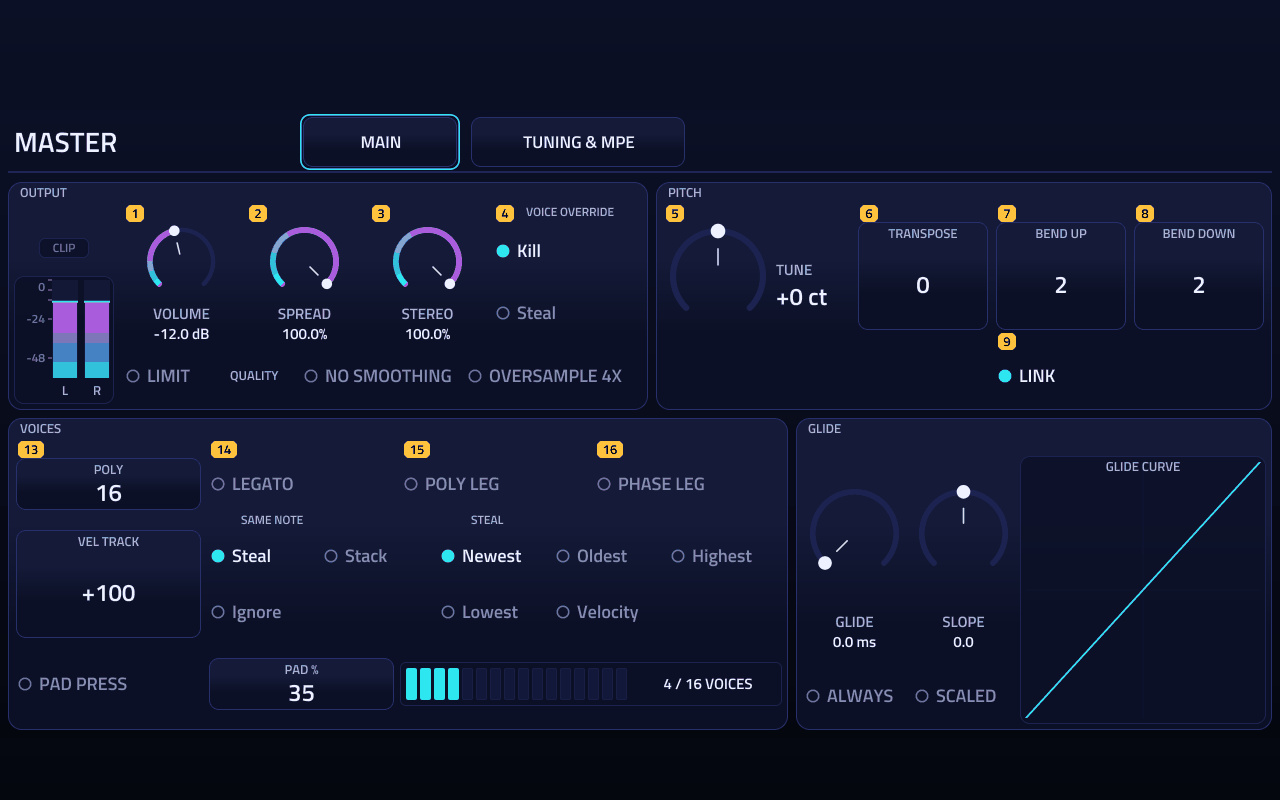 MASTER
MAIN
TUNING & MPE
OUTPUT
1
2
3
4
VOICE OVERRIDE
CLIP
Kill
0
-24
-48
L
R
VOLUME
-12.0 dB
SPREAD
100.0%
STEREO
100.0%
Steal
LIMIT
QUALITY
NO SMOOTHING
OVERSAMPLE 4X
PITCH
5
6
7
8
TUNE
+0 ct
TRANSPOSE
0
BEND UP
2
BEND DOWN
2
9
LINK
VOICES
13
14
15
16
POLY
16
LEGATO
POLY LEG
PHASE LEG
VEL TRACK
+100
SAME NOTE
STEAL
Steal
Stack
Newest
Oldest
Highest
Ignore
Lowest
Velocity
PAD PRESS
PAD %
35
4 / 16 VOICES
GLIDE
GLIDE
0.0 ms
SLOPE
0.0
ALWAYS
SCALED
GLIDE CURVE